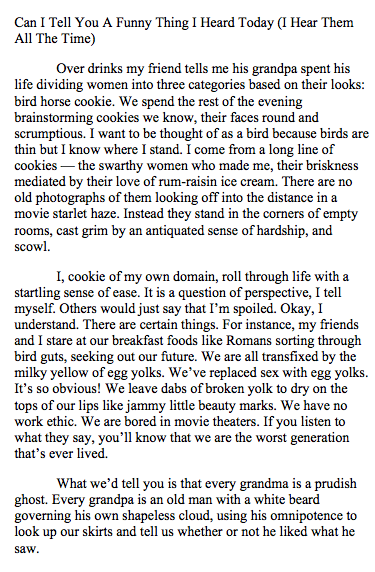 Can I Tell You A Funny Thing I Heard Today (I Hear Them
All The Time)
Over drinks my friend tells me his grandpa spent his
life dividing women into three categories based on their looks:
bird horse cookie. We spend the rest of the evening
brainstorming cookies we know, their faces round and
scrumptious. I want to be thought of as a bird because birds are
thin but I know where I stand. I come from a long line of
cookies — the swarthy women who made me, their briskness
mediated by their love of rum-raisin ice cream. There are no
old photographs of them looking off into the distance in a
movie starlet haze. Instead they stand in the corners of empty
rooms, cast grim by an antiquated sense of hardship, and
scowl.
I, cookie of my own domain, roll through life with a
startling sense of ease. It is a question of perspective, I tell
myself. Others would just say that I'm spoiled. Okay, I
understand. There are certain things. For instance, my friends
and I stare at our breakfast foods like Romans sorting through
bird guts, seeking out our future. We are all transfixed by the
milky yellow of egg yolks. We've replaced sex with egg yolks.
It's so obvious! We leave dabs of broken yolk to dry on the
tops of our lips like jammy little beauty marks. We have no
work ethic. We are bored in movie theaters. If you listen to
what they say, you'll know that we are the worst generation
that's ever lived.
What we'd tell you is that every grandma is a prudish
ghost. Every grandpa is an old man with a white beard
governing his own shapeless cloud, using his omnipotence to
look up our skirts and tell us whether or not he liked what he
saw.